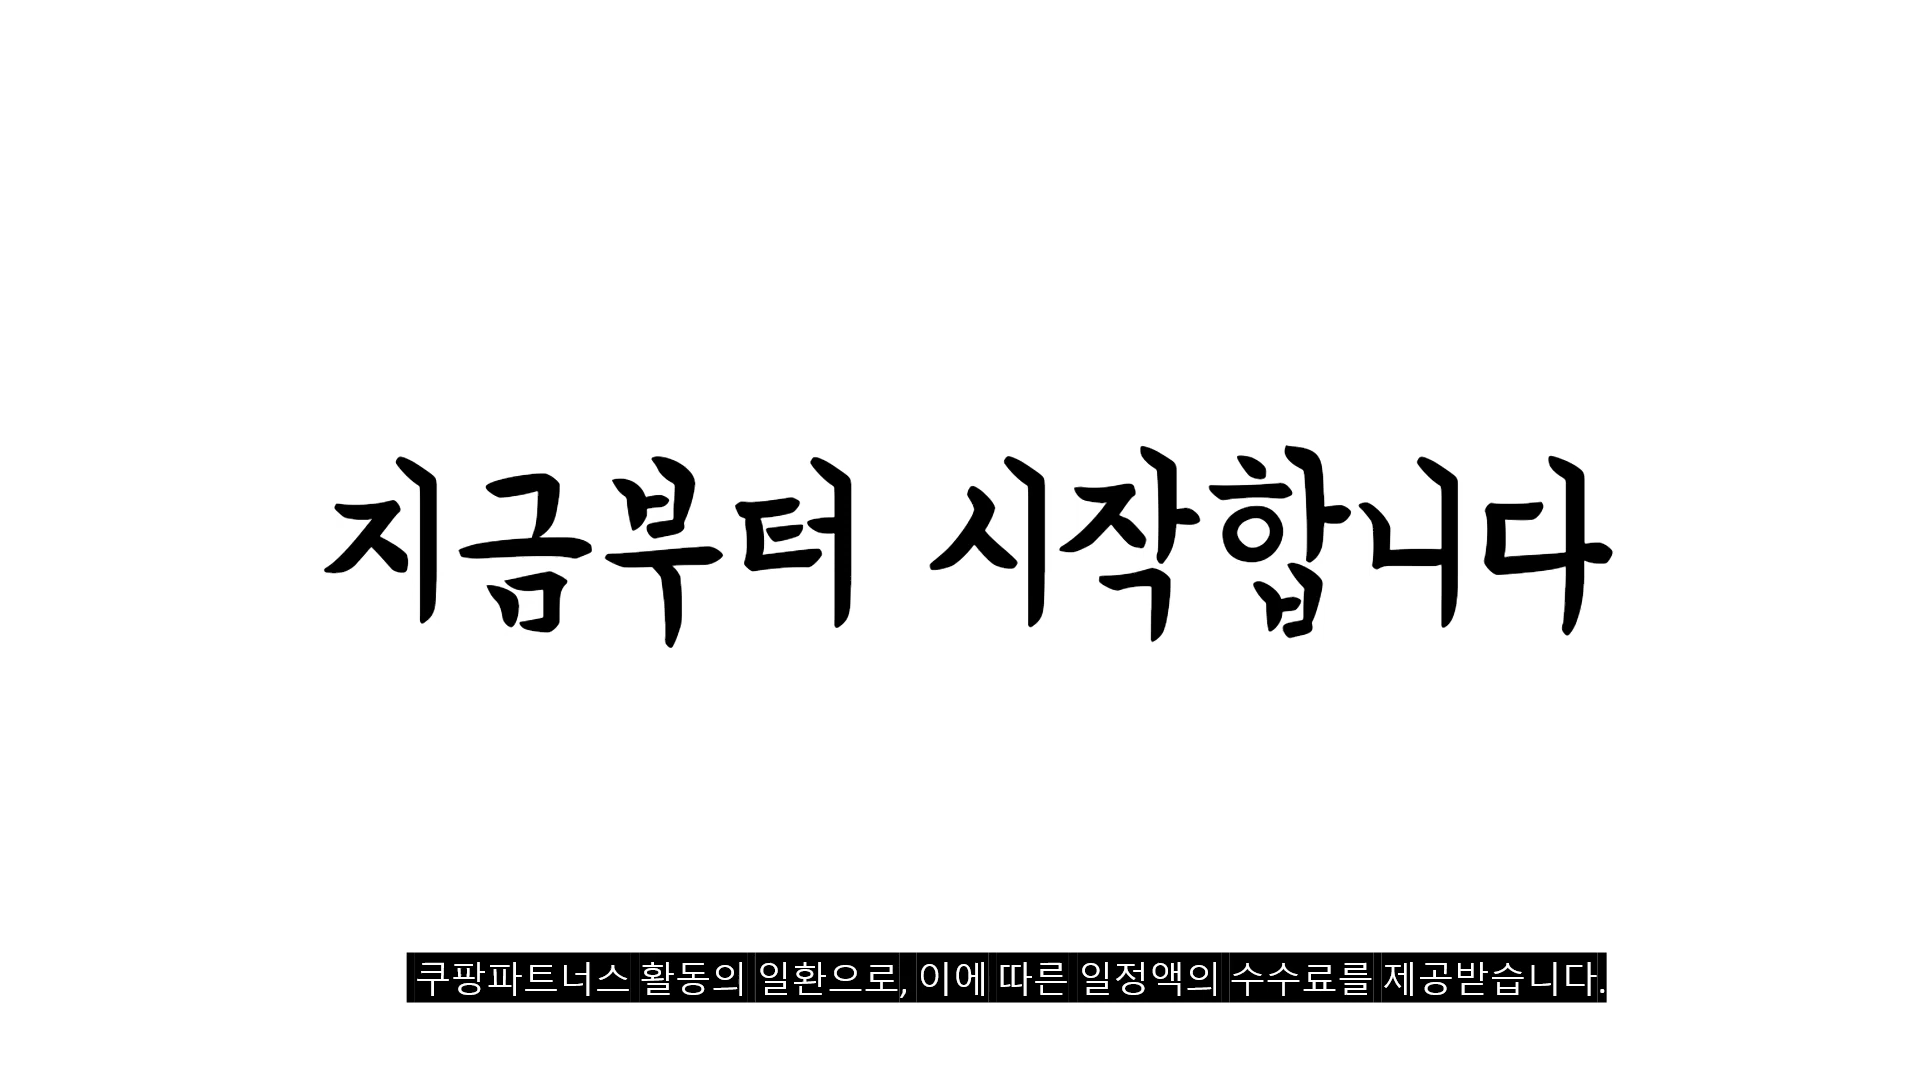 지금부터 시작합니다
쿠팡파트너스 활동의 일환으로, 이에 따른 일정액의 수수료를 제공받습니다.